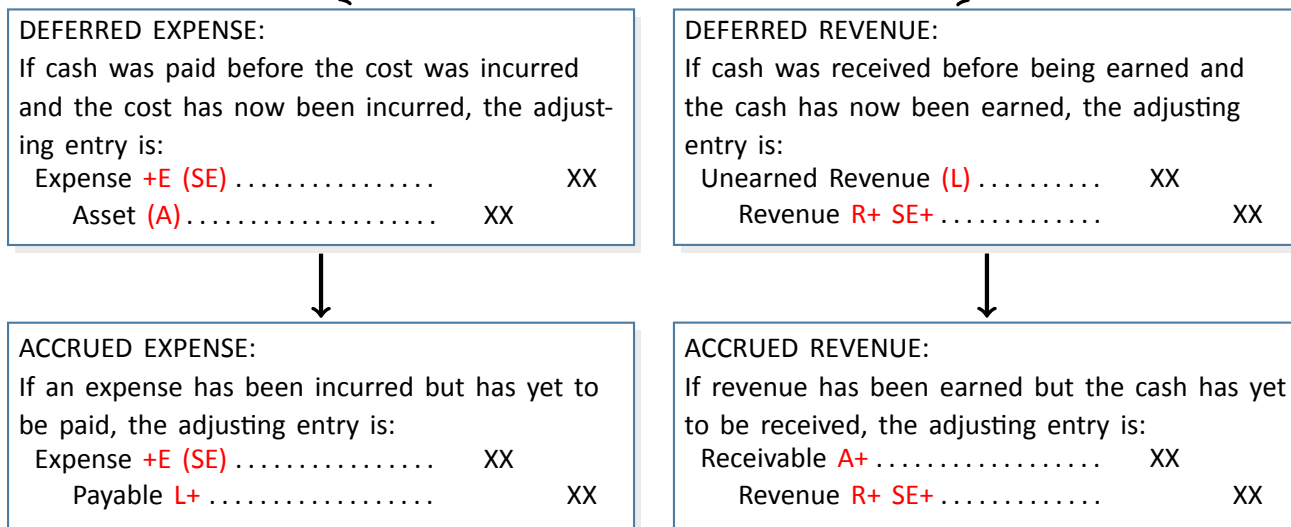 DEFERRED EXPENSE:
If cash was paid before the cost was incurred
and the cost has now been incurred, the adjust-
ing entry is:
Expense +E (SE) ................ XX
Asset (A) ..................... XX
DEFERRED REVENUE:
If cash was received before being earned and
the cash has now been earned, the adjusting
entry is:
Unearned Revenue (L) .......... XX
Revenue R+ SE+ ............. XX
ACCRUED EXPENSE:
If an expense has been incurred but has yet to
be paid, the adjusting entry is:
Expense +E (SE) ................ XX
Payable L+ ................... XX
ACCRUED REVENUE:
If revenue has been earned but the cash has yet
to be received, the adjusting entry is:
Receivable A+ ................... XX
Revenue R+ SE+ ............. XX